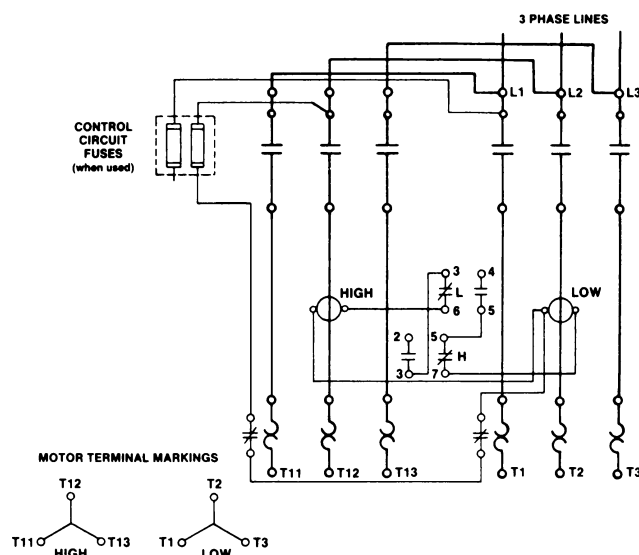 3 PHASE LINES
L1
L2
L3
CONTROL
CIRCUIT
FUSES
(when used)
3
4
L
HIGH
6
5
LOW
2
5
H
3
7
T11
T12
T13
T1
T2
T3
MOTOR TERMINAL MARKINGS
T12
T2
T11
T13
T1
T3
HIGH
LOW